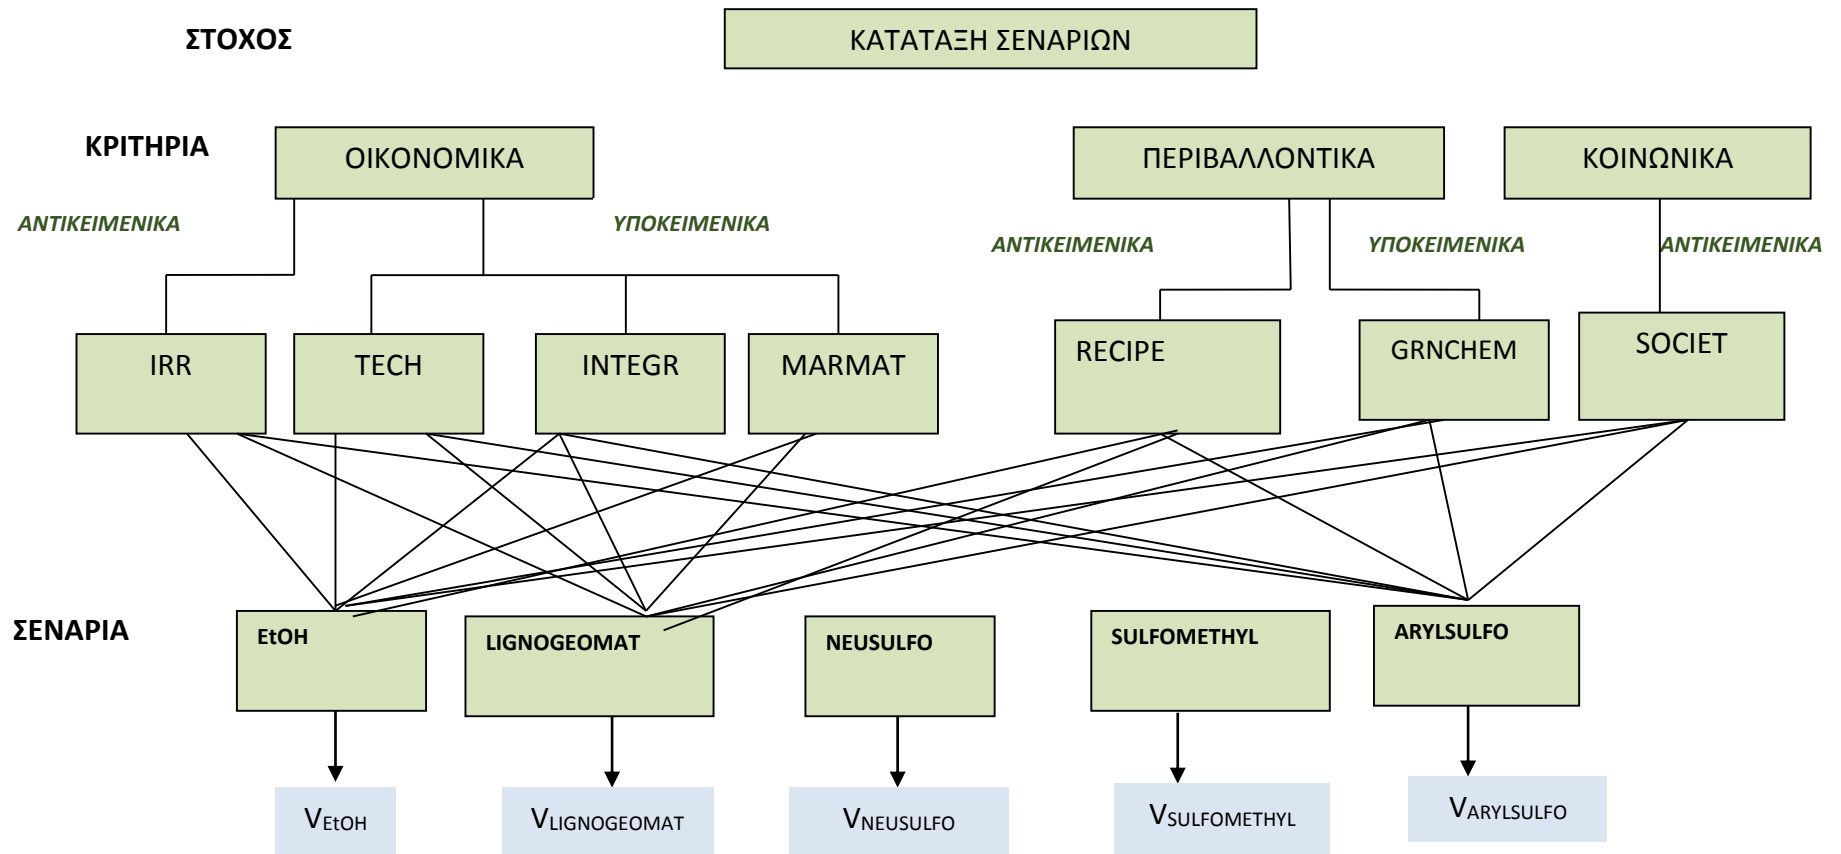 ΣΤΟΧΟΣ
ΚΑΤΑΤΑΞΗ ΣΕΝΑΡΙΩΝ
ΚΡΙΤΗΡΙΑ
ΟΙΚΟΝΟΜΙΚΑ
ΠΕΡΙΒΑΛΛΟΝΤΙΚΑ
ΚΟΙΝΩΝΙΚΑ
ΑΝΤΙΚΕΙΜΕΝΙΚΑ
ΥΠΟΚΕΙΜΕΝΙΚΑ
ΑΝΤΙΚΕΙΜΕΝΙΚΑ
ΥΠΟΚΕΙΜΕΝΙΚΑ
ΑΝΤΙΚΕΙΜΕΝΙΚΑ
IRR
TECH
INTEGR
MARMAT
RECIPE
GRNCHEM
SOCIET
ΣΕΝΑΡΙΑ
EtOH
LIGNOGEOMAT
NEUSULFO
SULFOMETHYL
ARYLSULFO
VEtOH
VLIGNOGEOMAT
VNEUSULFO
VSULFOMETHYL
VARYLSULFO